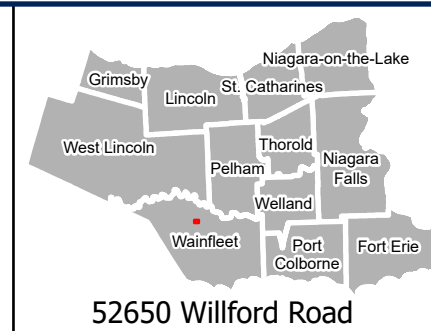 Niagara-on-the-Lake
Grimsby
St. Catharines
Lincoln
West Lincoln
Thorold
Niagara
Falls
Pelham
Welland
Wainfleet
Port
Colborne
Fort Erie
52650 Willford Road